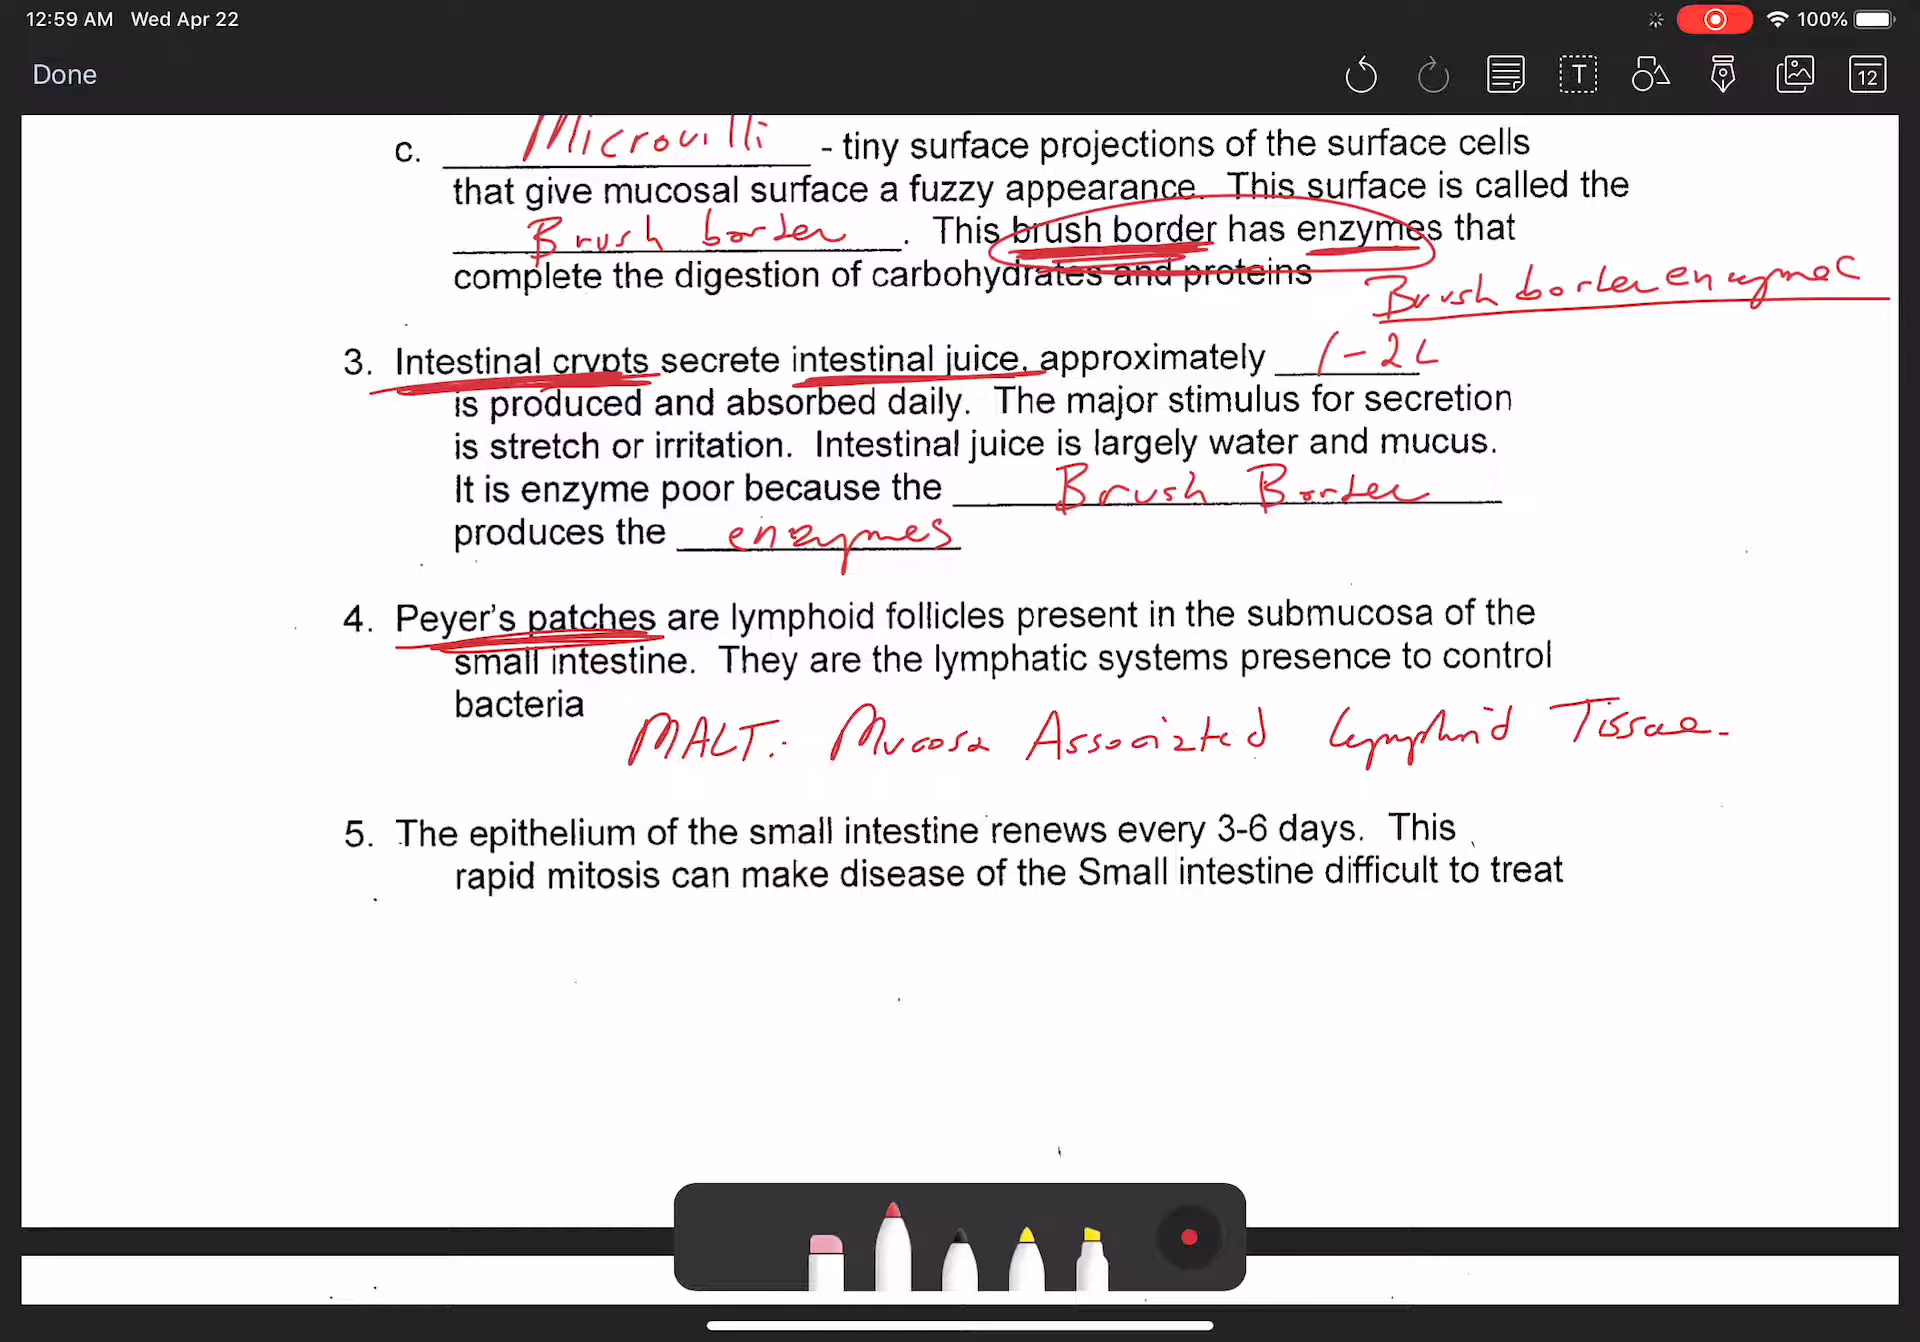 12:59 AM Wed Apr 22 100%
Done T 12
c. Microvilli - tiny surface projections of the surface cells
that give mucosal surface a fuzzy appearance. This surface is called the
Brush border. This brush border has enzymes that
complete the digestion of carbohydrates and proteins
Brush border enzymes
3. Intestinal crypts secrete intestinal juice, approximately 1-2L
is produced and absorbed daily. The major stimulus for secretion
is stretch or irritation. Intestinal juice is largely water and mucus.
It is enzyme poor because the Brush Border
produces the enzymes
4. Peyer's patches are lymphoid follicles present in the submucosa of the
small intestine. They are the lymphatic systems presence to control
bacteria
MALT: Mucosa Associated Lymphoid Tissue.
5. The epithelium of the small intestine renews every 3-6 days. This
rapid mitosis can make disease of the Small intestine difficult to treat